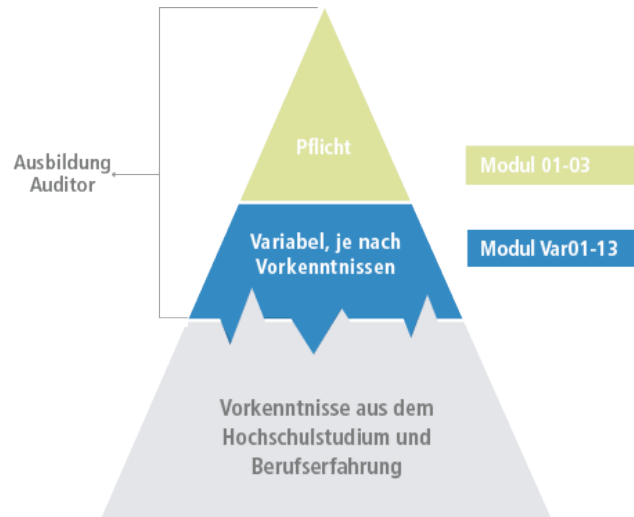 Pflicht
Ausbildung
Auditor
Modul 01-03
Variabel, je nach
Vorkenntnissen
Modul Var01-13
Vorkenntnisse aus dem
Hochschulstudium und
Berufserfahrung